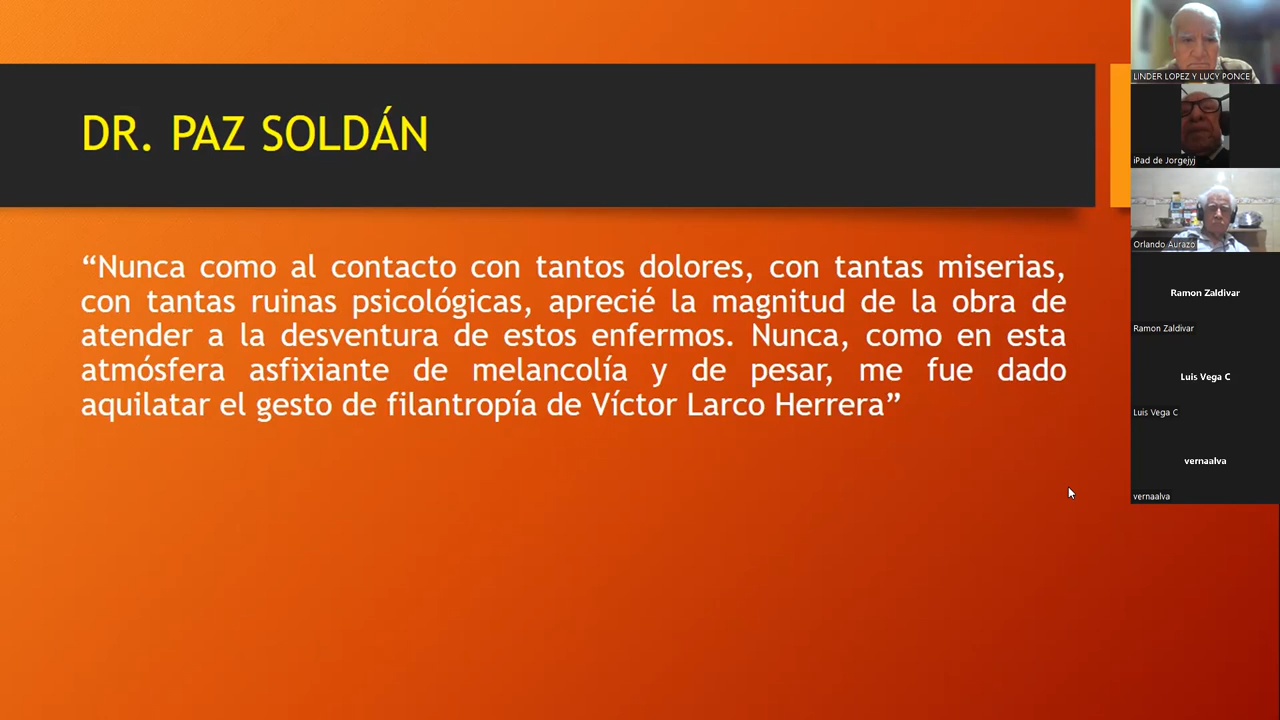 DR. PAZ SOLDÁN
“Nunca como al contacto con tantos dolores, con tantas miserias,
con tantas ruinas psicológicas, aprecié la magnitud de la obra de
atender a la desventura de estos enfermos. Nunca, como en esta
atmósfera asfixiante de melancolía y de pesar, me fue dado
aquilatar el gesto de filantropía de Víctor Larco Herrera”
LINDER LOPEZ Y LUCY PONCE
iPad de Jorgejyj
Orlando Aurazo
Ramon Zaldivar
Ramon Zaldivar
Luis Vega C
Luis Vega C
vernaalva
vernaalva